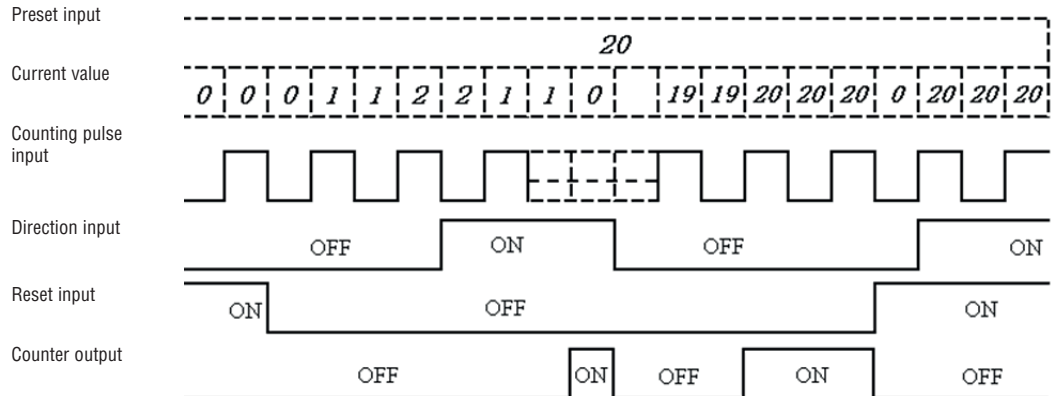 Preset input
20
Current value
0 0 0 1 1 2 2 1 1 0 19 19 20 20 20 0 20 20 20
Counting pulse
input
Direction input
OFF ON OFF ON
Reset input
ON OFF ON
Counter output
OFF ON OFF ON OFF